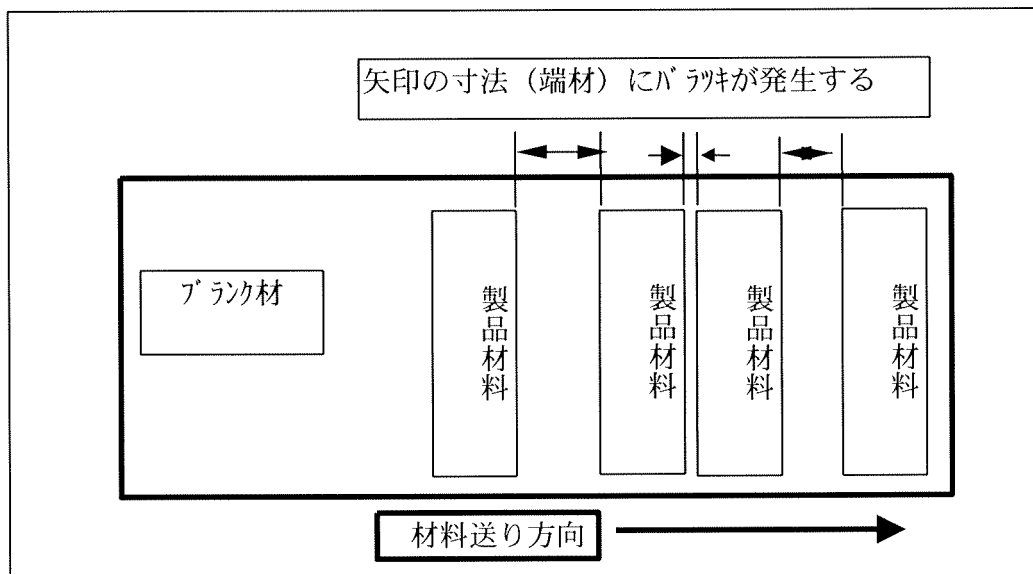 矢印の寸法（端材）にﾊﾞﾗﾂｷが発生する
ﾌﾞﾗﾝｸ材
製品材料
製品材料
製品材料
製品材料
材料送り方向